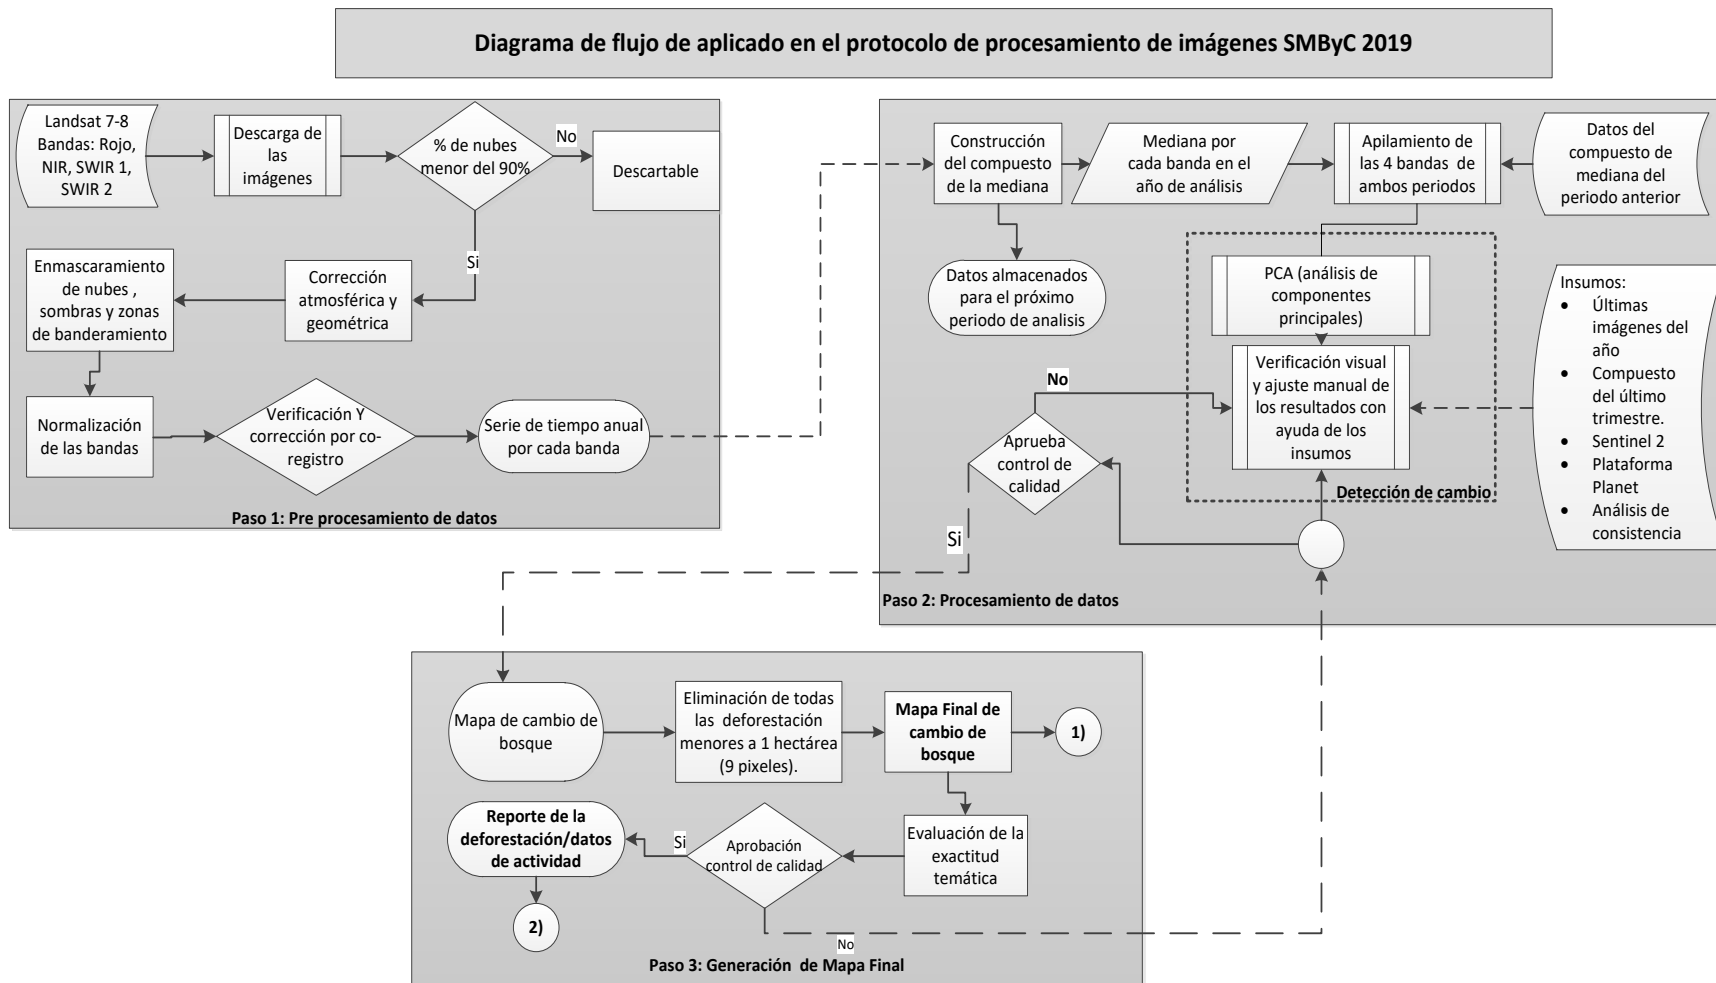 Diagrama de flujo de aplicado en el protocolo de procesamiento de imágenes SMByC 2019
Landsat 7-8
Bandas: Rojo,
NIR, SWIR 1,
SWIR 2
Descarga de
las
imágenes
% de nubes
menor del 90%
No
Descartable
Si
Enmascaramiento
de nubes ,
sombras y zonas
de banderamiento
Corrección
atmosférica y
geométrica
Normalización
de las bandas
Verificación Y
corrección por co-
registro
Serie de tiempo anual
por cada banda
Paso 1: Pre procesamiento de datos
Construcción
del compuesto
de la mediana
Mediana por
cada banda en el
año de análisis
Apilamiento de
las 4 bandas de
ambos periodos
Datos del
compuesto de
mediana del
periodo anterior
Datos almacenados
para el próximo
periodo de analisis
PCA (análisis de
componentes
principales)
Insumos:
• Últimas
imágenes del
año
• Compuesto
del último
trimestre.
• Sentinel 2
• Plataforma
Planet
• Análisis de
consistencia
Verificación visual
y ajuste manual de
los resultados con
ayuda de los
insumos
No
Aprueba
control de
calidad
Detección de cambio
Si
Paso 2: Procesamiento de datos
Mapa de cambio de
bosque
Eliminación de todas
las deforestación
menores a 1 hectárea
(9 pixeles).
Mapa Final de
cambio de
bosque
1)
Reporte de la
deforestación/datos
de actividad
Si
Aprobación
control de calidad
Evaluación de la
exactitud
temática
2)
No
Paso 3: Generación de Mapa Final